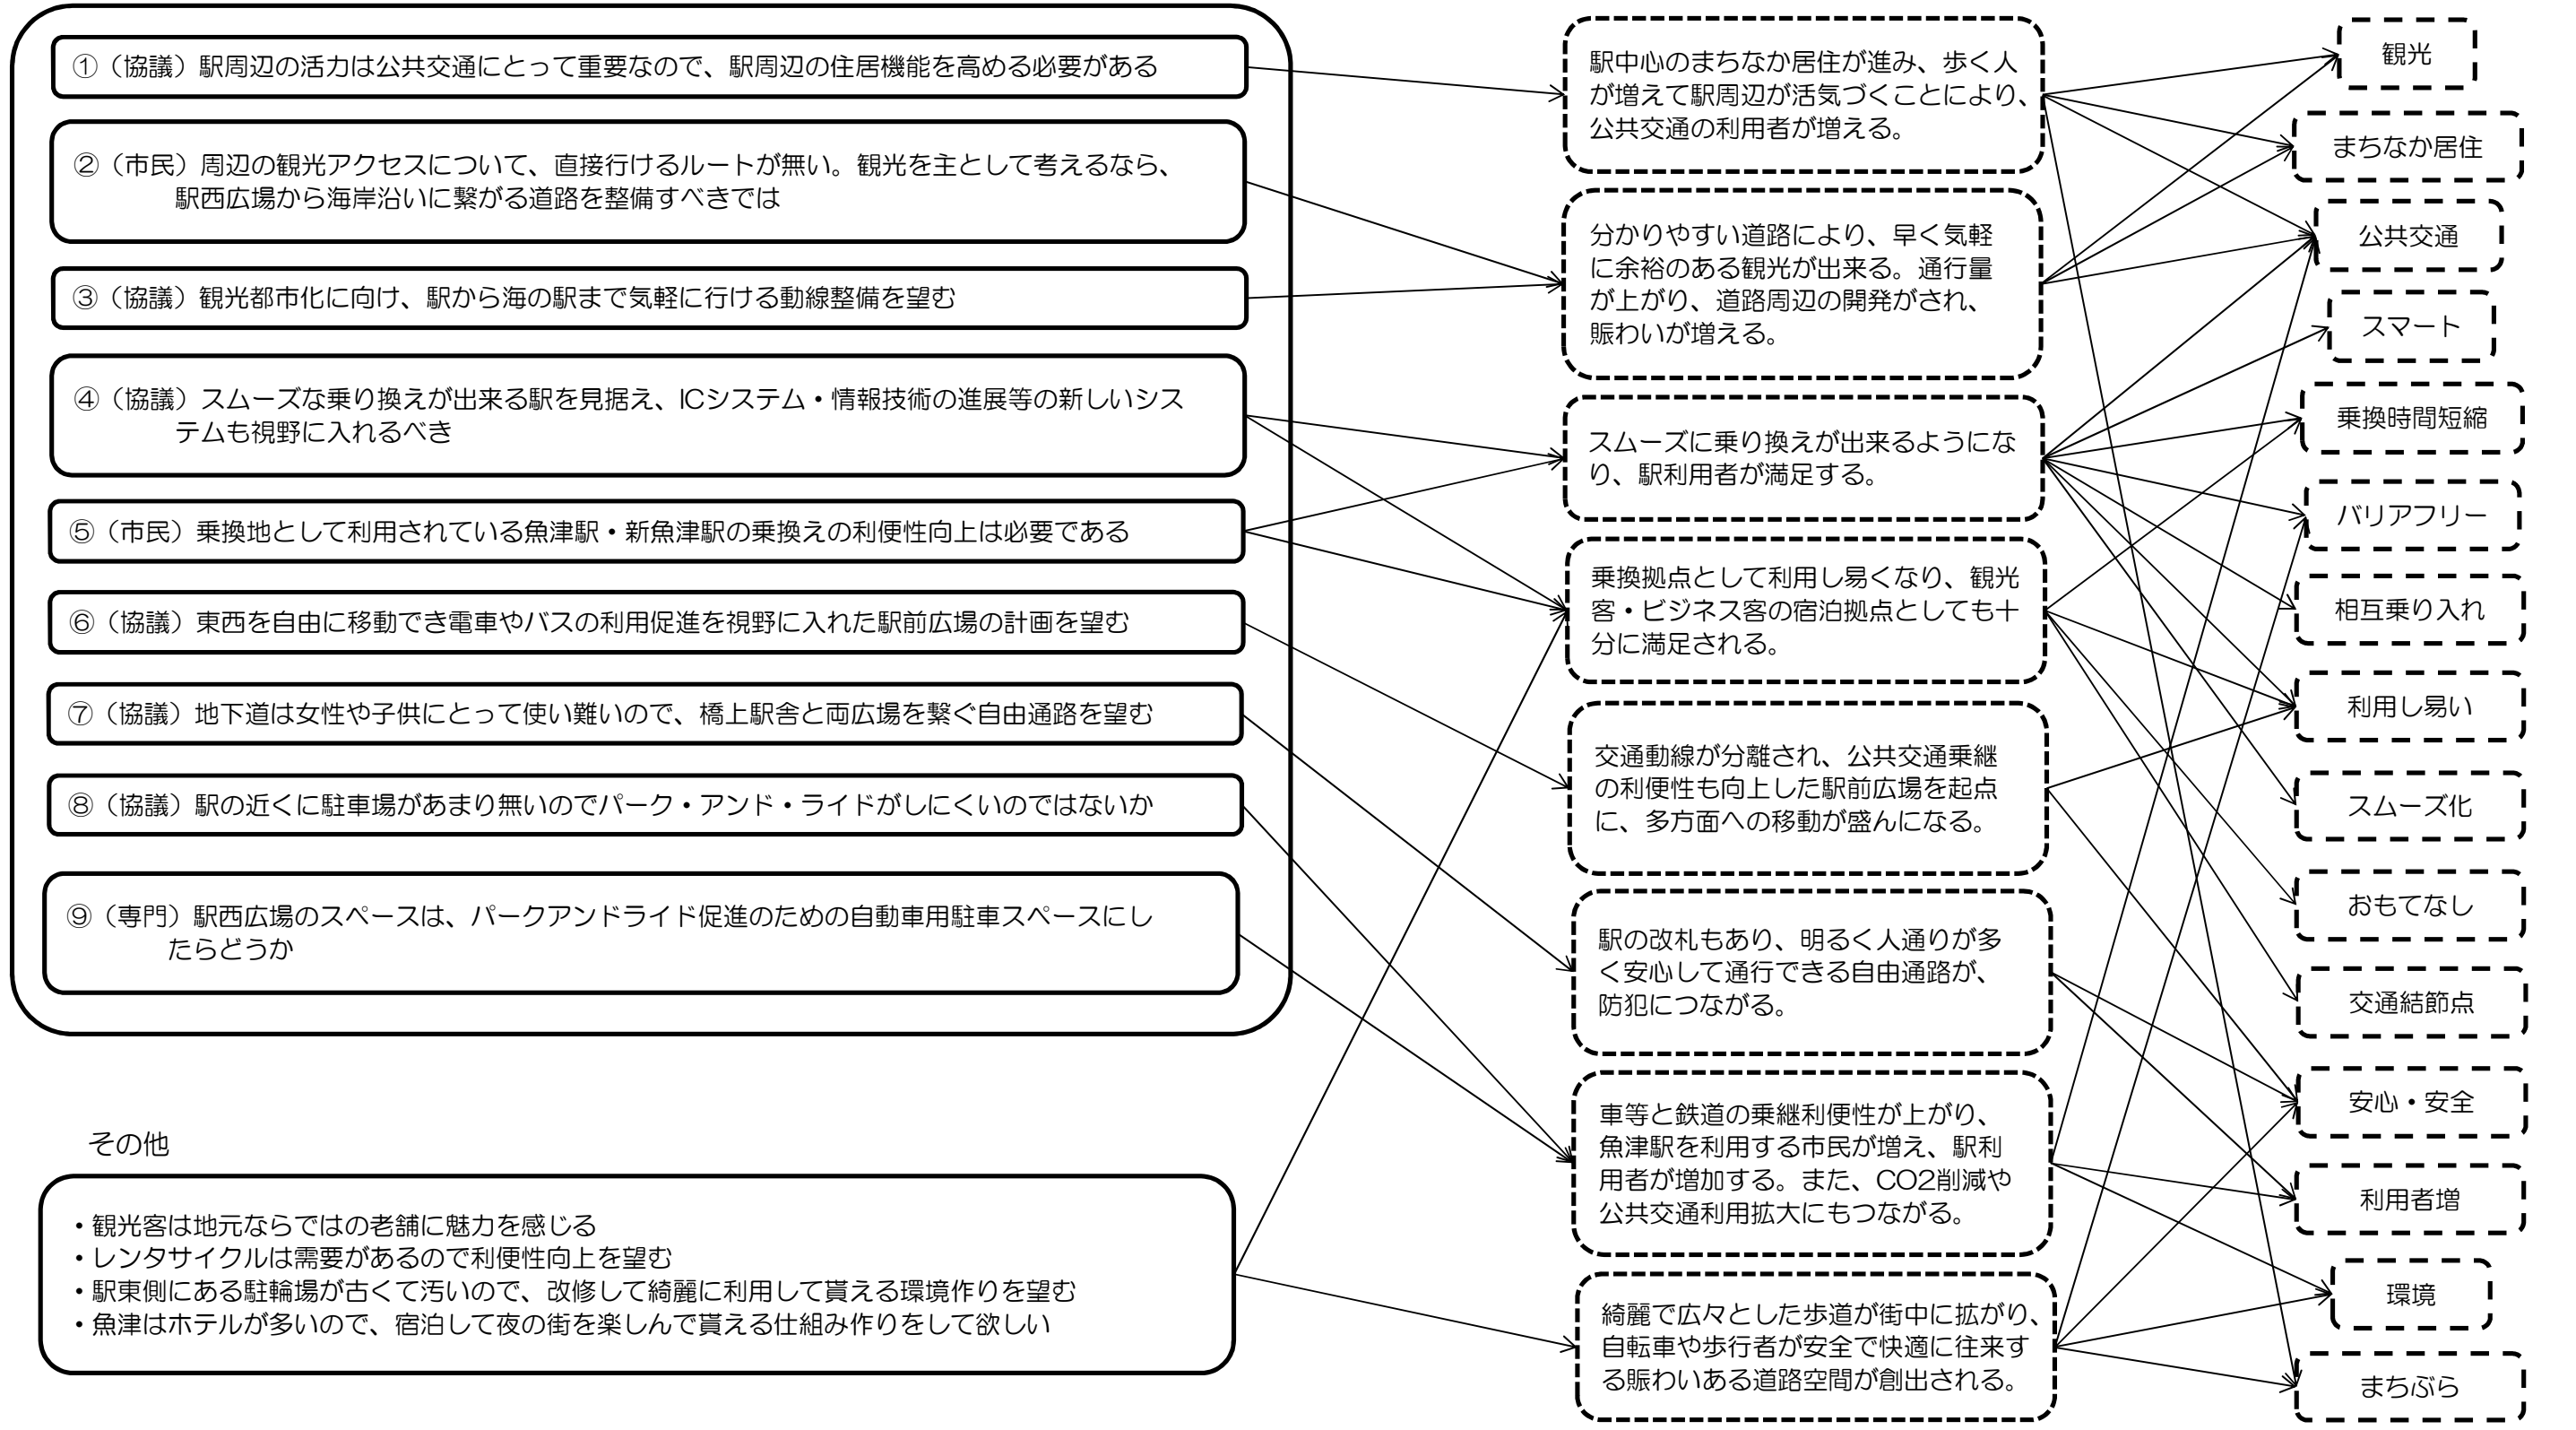 ①（協議）駅周辺の活力は公共交通にとって重要なので、駅周辺の住居機能を高める必要がある
②（市民）周辺の観光アクセスについて、直接行けるルートが無い。観光を主として考えるなら、
駅西広場から海岸沿いに繋がる道路を整備すべきでは
③（協議）観光都市化に向け、駅から海の駅まで気軽に行ける動線整備を望む
④（協議）スムーズな乗り換えが出来る駅を見据え、ICシステム・情報技術の進展等の新しいシス
テムも視野に入れるべき
⑤（市民）乗換地として利用されている魚津駅・新魚津駅の乗換えの利便性向上は必要である
⑥（協議）東西を自由に移動でき電車やバスの利用促進を視野に入れた駅前広場の計画を望む
⑦（協議）地下道は女性や子供にとって使い難いので、橋上駅舎と両広場を繋ぐ自由通路を望む
⑧（協議）駅の近くに駐車場があまり無いのでパーク・アンド・ライドがしにくいのではないか
⑨（専門）駅西広場のスペースは、パークアンドライド促進のための自動車用駐車スペースにし
たらどうか
その他
・観光客は地元ならではの老舗に魅力を感じる
・レンタサイクルは需要があるので利便性向上を望む
・駅東側にある駐輪場が古くて汚いので、改修して綺麗に利用して貰える環境作りを望む
・魚津はホテルが多いので、宿泊して夜の街を楽しんで貰える仕組み作りをして欲しい
駅中心のまちなか居住が進み、歩く人
が増えて駅周辺が活気づくことにより、
公共交通の利用者が増える。
分かりやすい道路により、早く気軽
に余裕のある観光が出来る。通行量
が上がり、道路周辺の開発がされ、
賑わいが増える。
スムーズに乗り換えが出来るようにな
り、駅利用者が満足する。
乗換拠点として利用し易くなり、観光
客・ビジネス客の宿泊拠点としても十
分に満足される。
交通動線が分離され、公共交通乗継
の利便性も向上した駅前広場を起点
に、多方面への移動が盛んになる。
駅の改札もあり、明るく人通りが多
く安心して通行できる自由通路が、
防犯につながる。
車等と鉄道の乗継利便性が上がり、
魚津駅を利用する市民が増え、駅利
用者が増加する。また、CO2削減や
公共交通利用拡大にもつながる。
綺麗で広々とした歩道が街中に拡がり、
自転車や歩行者が安全で快適に往来す
る賑わいある道路空間が創出される。
観光
まちなか居住
公共交通
スマート
乗換時間短縮
バリアフリー
相互乗り入れ
利用し易い
スムーズ化
おもてなし
交通結節点
安心・安全
利用者増
環境
まちぶら